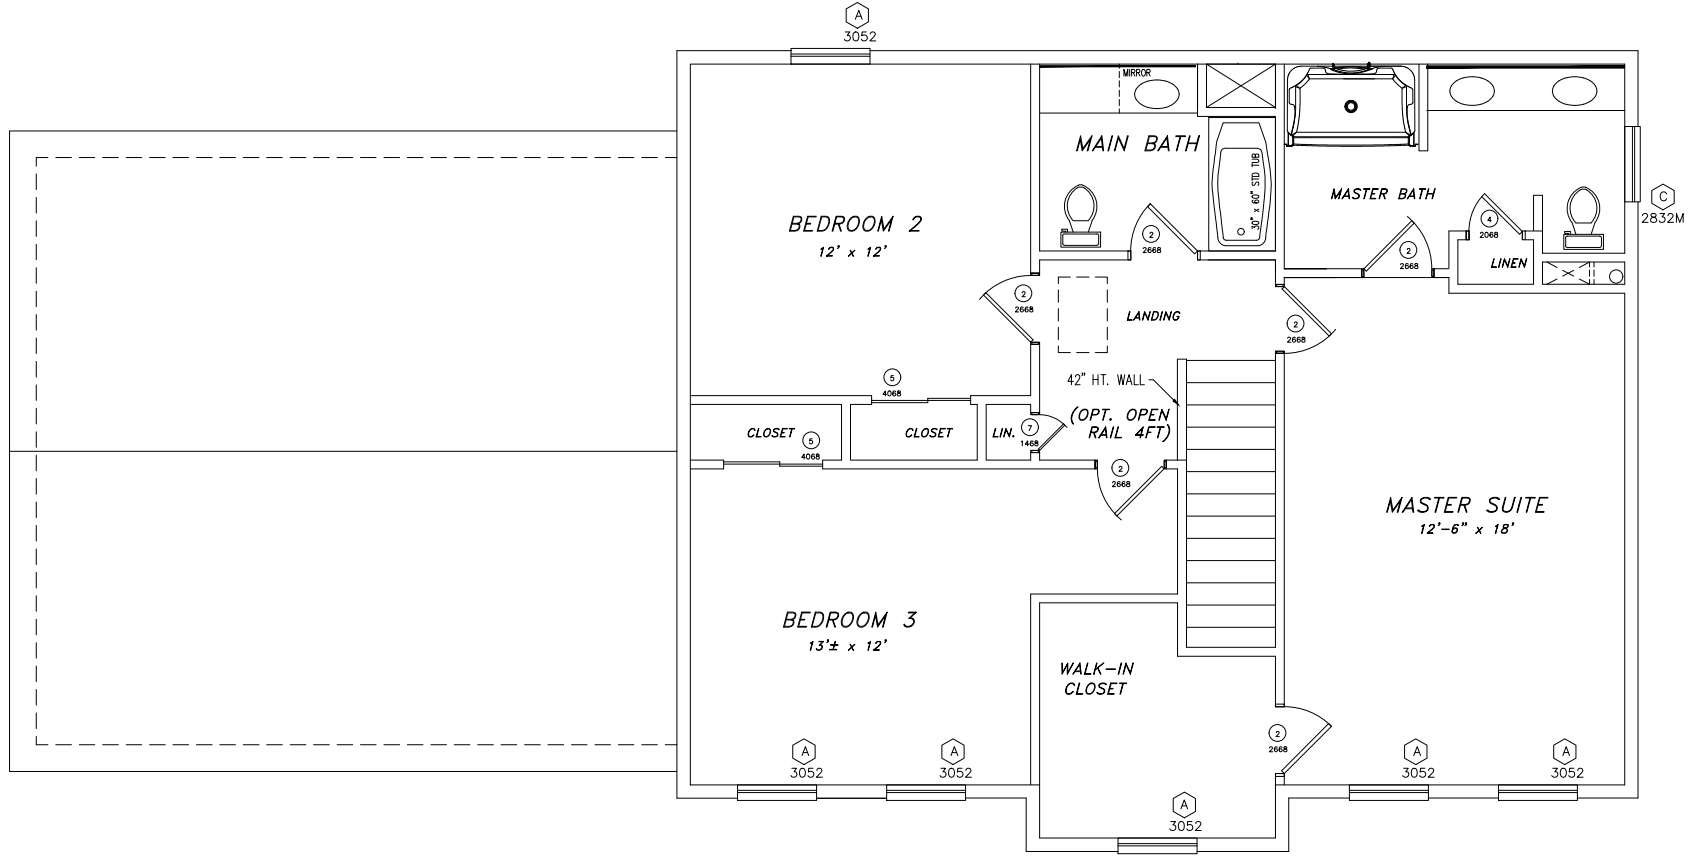 A
3052
MIRROR
MAIN BATH
30" x 60" STD TUB
MASTER BATH
C
2832M
BEDROOM 2
12' x 12'
2
2668
4
2068
2
2668
LINEN
2
2668
LANDING
2
2668
5
4068
42" HT. WALL
(OPT. OPEN
RAIL 4FT)
CLOSET
5
4068
CLOSET
LIN.
7
1468
2
2668
MASTER SUITE
12'-6" x 18'
BEDROOM 3
13'± x 12'
WALK-IN
CLOSET
2
2668
A
3052
A
3052
A
3052
A
3052
A
3052